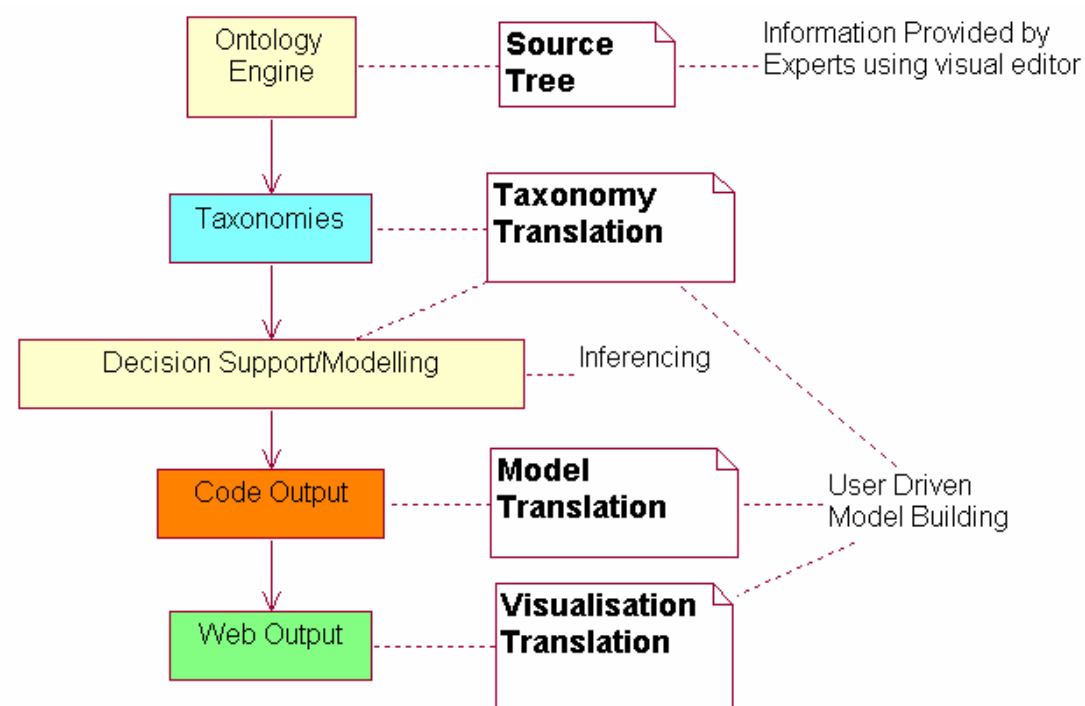 Ontology
Engine
Source
Tree
Information Provided by
Experts using visual editor
Taxonomies
Taxonomy
Translation
Decision Support/Modelling
Inferencing
Code Output
Model
Translation
User Driven
Model Building
Web Output
Visualisation
Translation